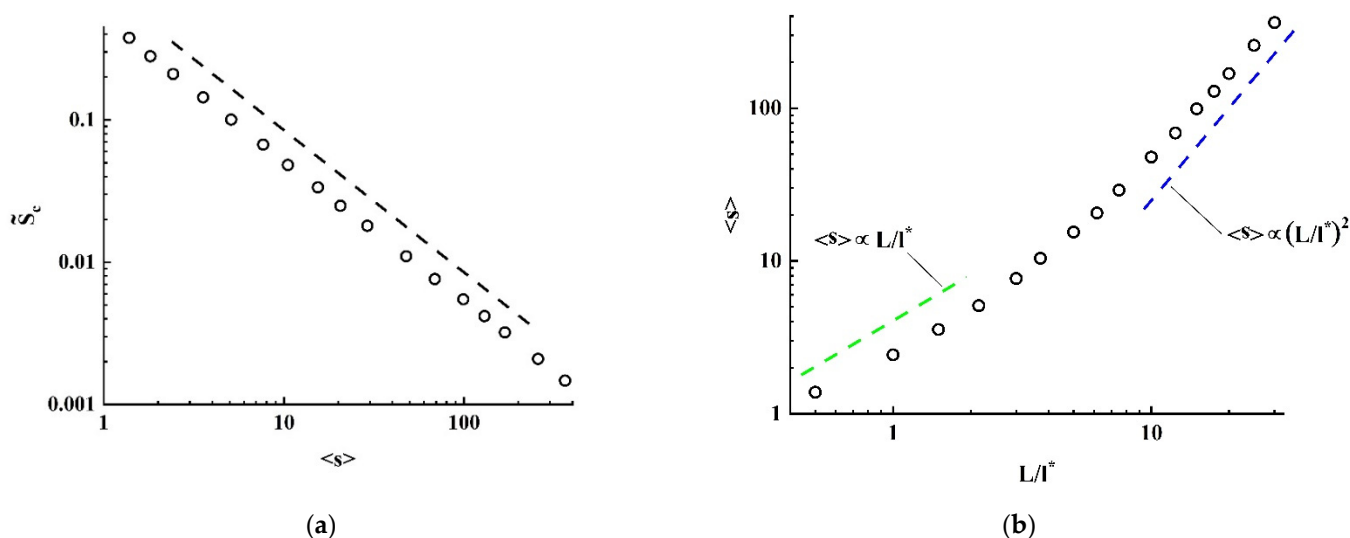 0.1
0.01
0.001
1
10
100
S̃c
<s>
(a)
100
10
1
1
10
<s>
<s> ∝ L/l*
<s> ∝ (L/l*)²
L/l*
(b)